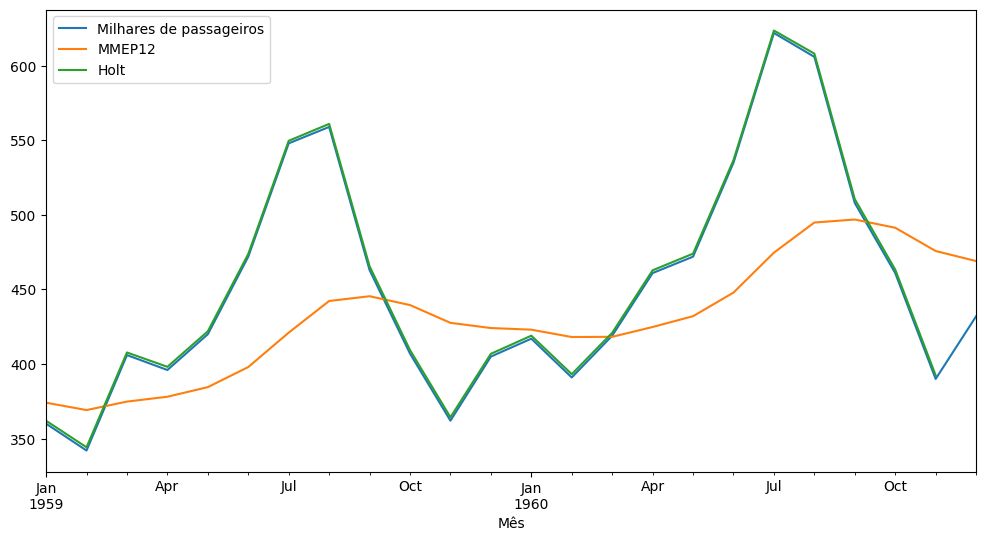 Milhares de passageiros
MMEP12
Holt
600
550
500
450
400
350
Jan Apr Jul Oct Jan Apr Jul Oct
1959 1960
Mês